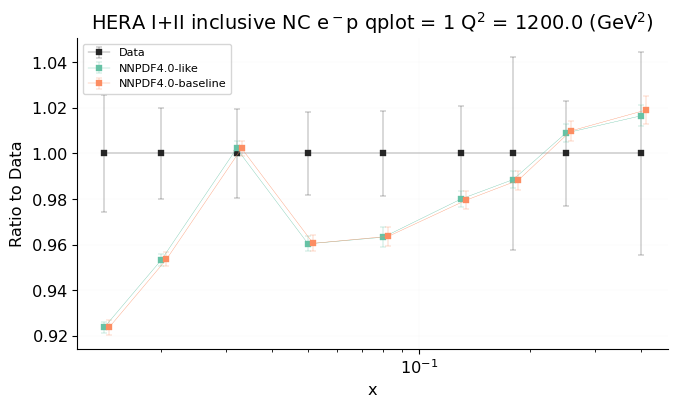 HERA I+II inclusive NC e⁻p qplot = 1 Q² = 1200.0 (GeV²)
Data
NNPDF4.0-like
NNPDF4.0-baseline
Ratio to Data
1.04
1.02
1.00
0.98
0.96
0.94
0.92
10⁻¹
x